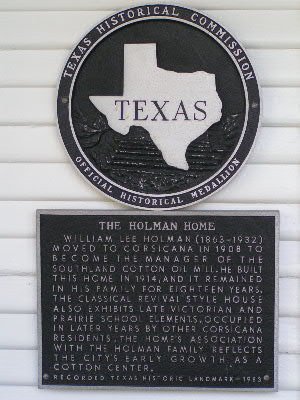 TEXAS HISTORICAL COMMISSION
TEXAS
OFFICIAL HISTORICAL MEDALLION
THE HOLMAN HOME
WILLIAM LEE HOLMAN (1863-1932)
MOVED TO CORSICANA IN 1908 TO
BECOME THE MANAGER OF THE
SOUTHLAND COTTON OIL MILL. HE BUILT
THIS HOME IN 1914, AND IT REMAINED
IN HIS FAMILY FOR EIGHTEEN YEARS.
THE CLASSICAL REVIVAL STYLE HOUSE
ALSO EXHIBITS LATE VICTORIAN AND
PRAIRIE SCHOOL ELEMENTS. OCCUPIED
IN LATER YEARS BY OTHER CORSICANA
RESIDENTS, THE HOME'S ASSOCIATION
WITH THE HOLMAN FAMILY REFLECTS
THE CITY'S EARLY GROWTH AS A
COTTON CENTER.
RECORDED TEXAS HISTORIC LANDMARK-1983